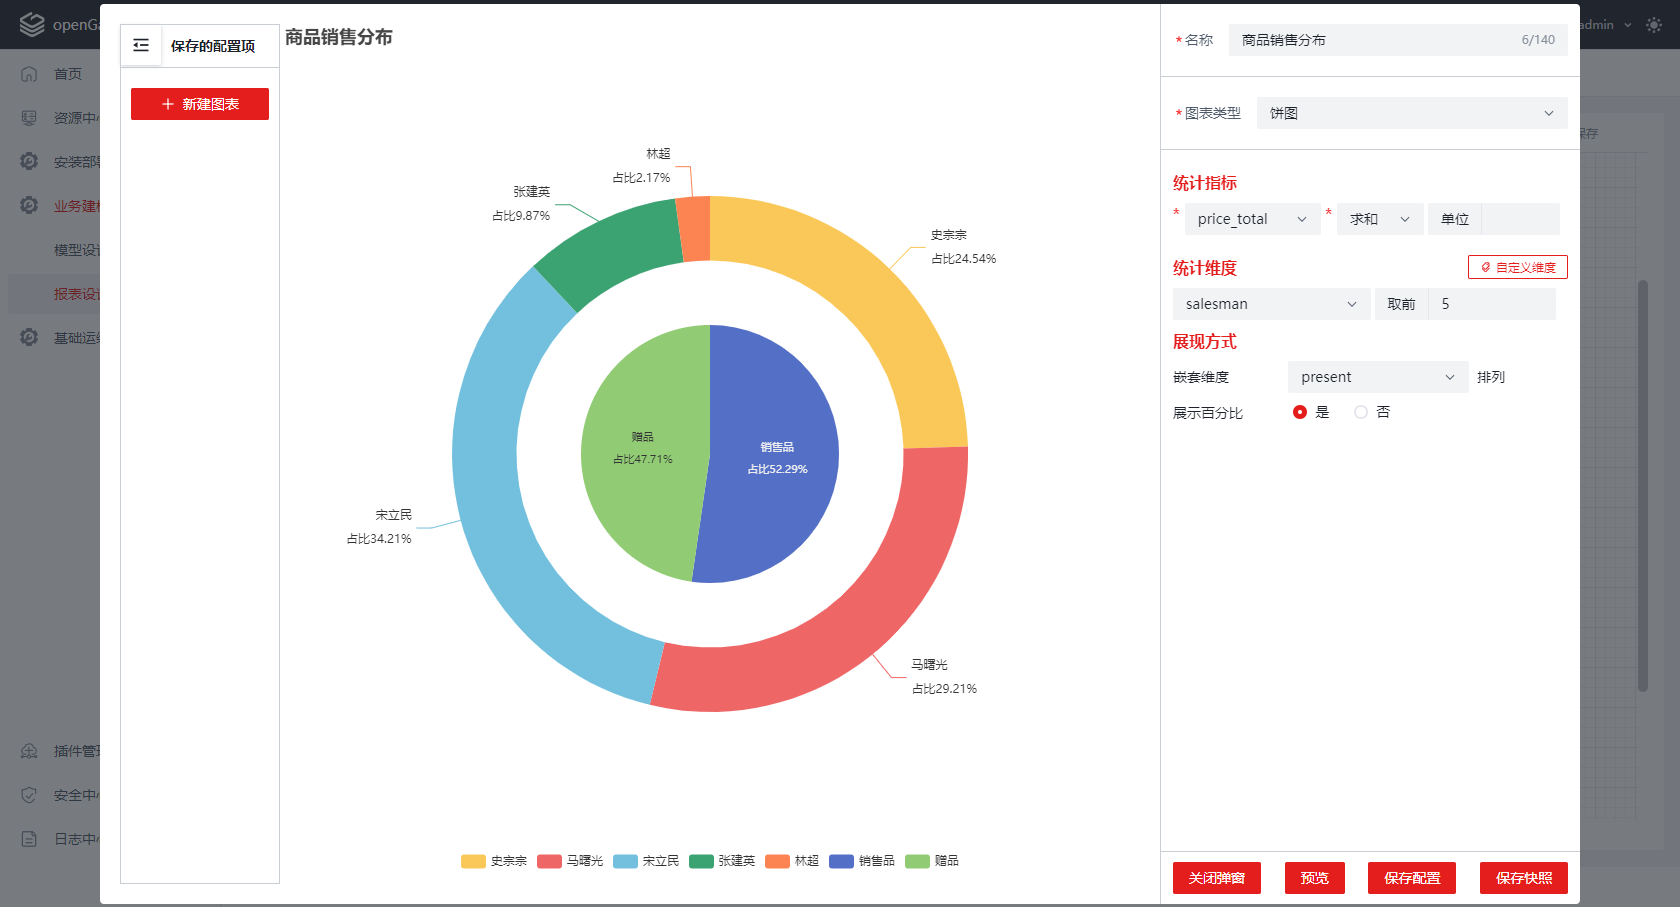 openGa
admin
首页
资源中
安装部
业务建
模型设
报表设
基础运
插件管
安全中
日志中
保存
保存的配置项
新建图表
商品销售分布
林超
占比2.17%
张建英
占比9.87%
史宗宗
占比24.54%
赠品
占比47.71%
销售品
占比52.29%
宋立民
占比34.21%
马曙光
占比29.21%
史宗宗 马曙光 宋立民 张建英 林超 销售品 赠品
*名称 商品销售分布 6/140
*图表类型 饼图
统计指标
* price_total * 求和 单位
统计维度 自定义维度
salesman 取前 5
展现方式
嵌套维度 present 排列
展示百分比 是 否
关闭弹窗 预览 保存配置 保存快照